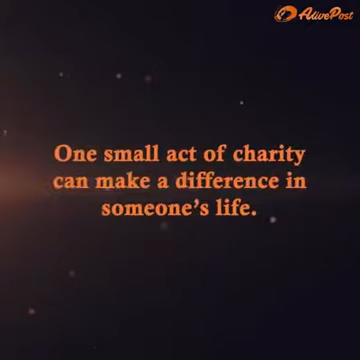 AlivePost
One small act of charity
can make a difference in
someone's life.